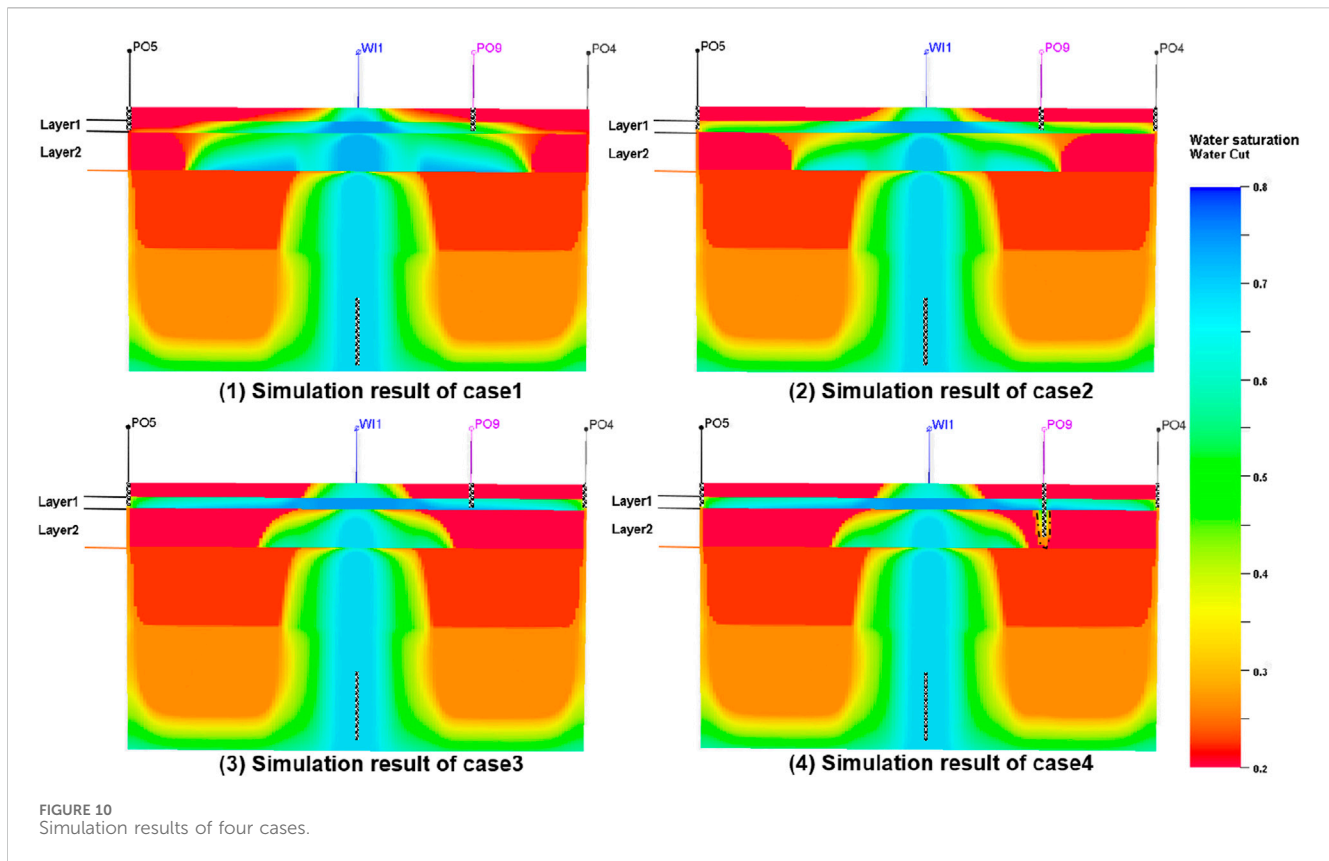 PO5
WI1
PO9
PO4
Layer1
Layer2
(1) Simulation result of case1
PO5
WI1
PO9
PO4
Layer1
Layer2
(2) Simulation result of case2
PO5
WI1
PO9
PO4
Layer1
Layer2
(3) Simulation result of case3
PO5
WI1
PO9
PO4
Layer1
Layer2
(4) Simulation result of case4
Water saturation
Water Cut
0.8
0.7
0.6
0.5
0.4
0.3
0.2
FIGURE 10
Simulation results of four cases.